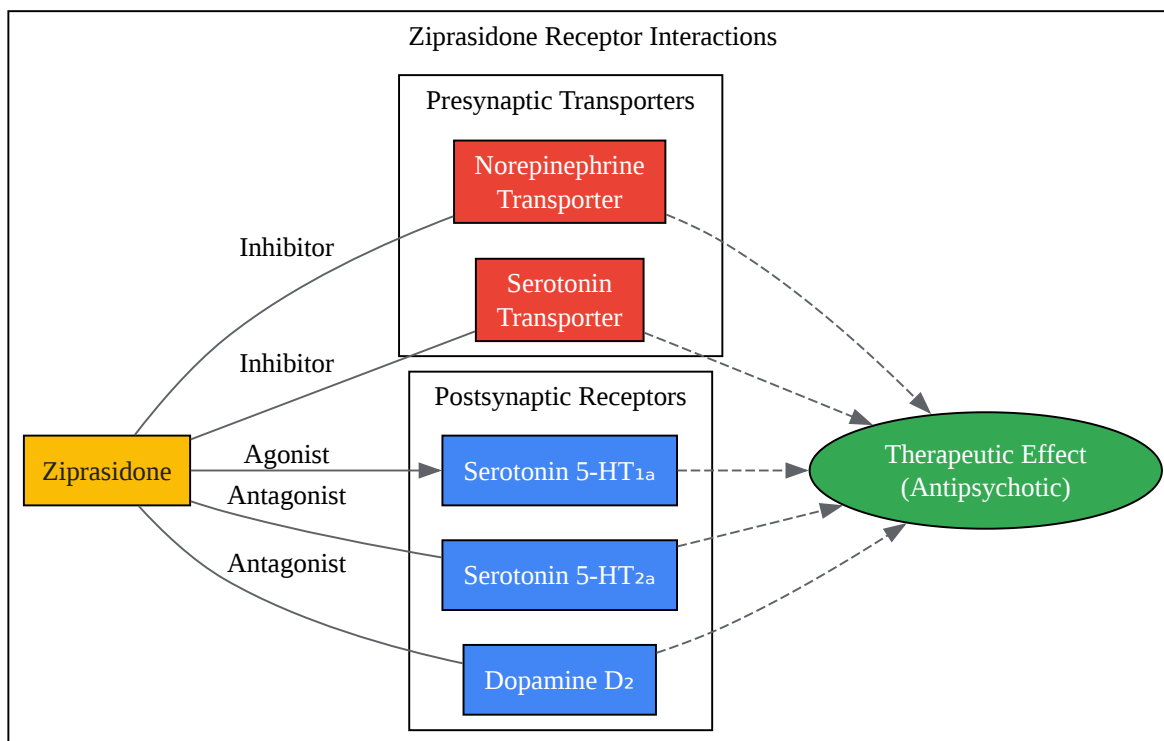 Ziprasidone Receptor Interactions
Presynaptic Transporters
Norepinephrine
Transporter
Inhibitor
Serotonin
Transporter
Inhibitor
Postsynaptic Receptors
Ziprasidone
Agonist
Serotonin 5-HT₁ₐ
Therapeutic Effect
(Antipsychotic)
Antagonist
Serotonin 5-HT₂ₐ
Antagonist
Dopamine D₂